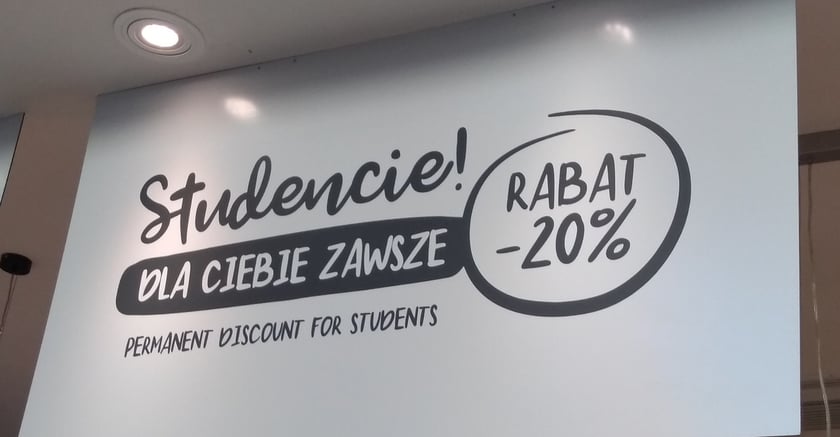 Studencie!
DLA CIEBIE ZAWSZE
PERMANENT DISCOUNT FOR STUDENTS
RABAT
-20%